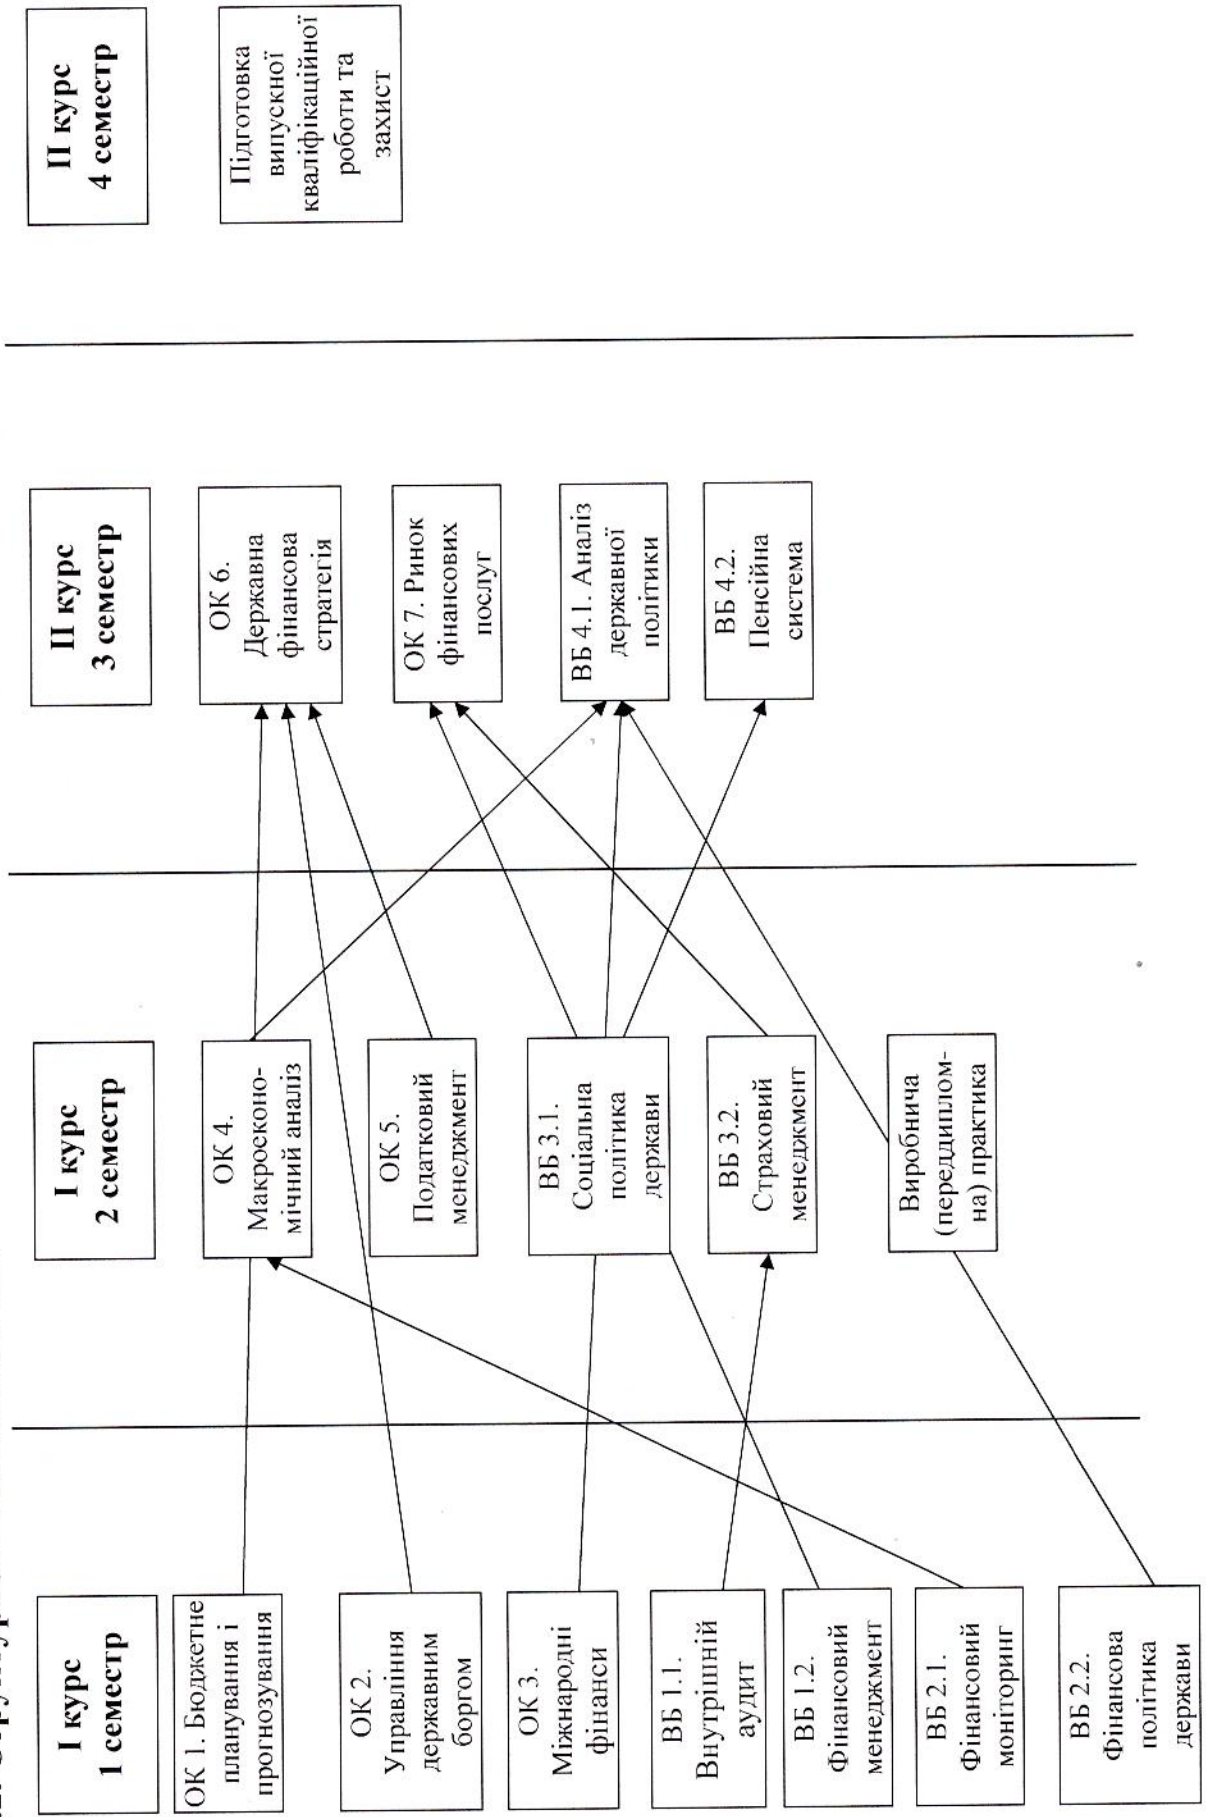 I курс
1 семестр
ОК 1. Бюджетне
планування і
прогнозування
ОК 2.
Управління
державним
боргом
ОК 3.
Міжнародні
фінанси
ВБ 1.1.
Внутрішній
аудит
ВБ 1.2.
Фінансовий
менеджмент
ВБ 2.1.
Фінансовий
моніторинг
ВБ 2.2.
Фінансова
політика
держави
I курс
2 семестр
ОК 4.
Макроеконо-
мічний аналіз
ОК 5.
Податковий
менеджмент
ВБ 3.1.
Соціальна
політика
держави
ВБ 3.2.
Страховий
менеджмент
Виробнича
(переддиплом-
на) практика
II курс
3 семестр
ОК 6.
Державна
фінансова
стратегія
ОК 7. Ринок
фінансових
послуг
ВБ 4.1. Аналіз
державної
політики
ВБ 4.2.
Пенсійна
система
II курс
4 семестр
Підготовка
випускної
кваліфікаційної
роботи та
захист